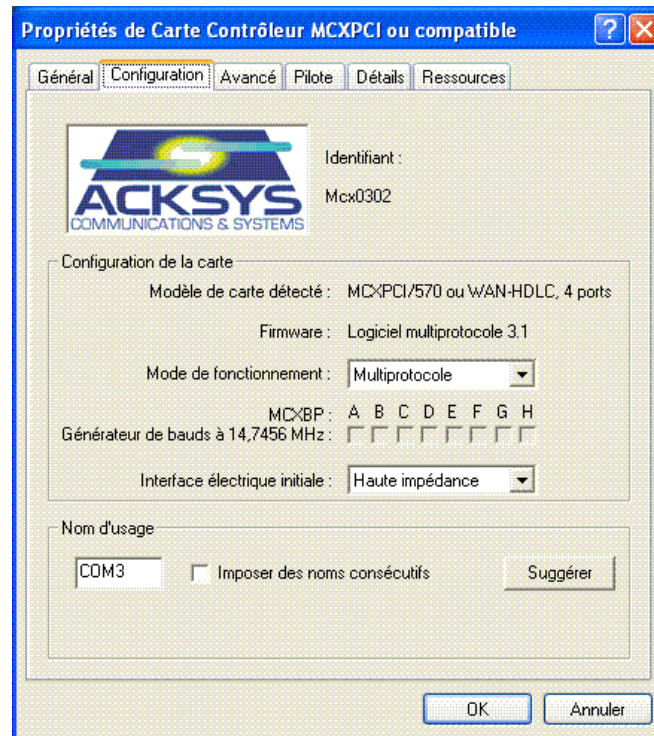 Propriétés de Carte Contrôleur MCXPCI ou compatible
Général Configuration Avancé Pilote Détails Ressources
ACKSYS
COMMUNICATIONS & SYSTEMS
Identifiant :
Mcx0302
Configuration de la carte
Modèle de carte détecté : MCXPCI/570 ou WAN-HDLC, 4 ports
Firmware : Logiciel multiprotocole 3.1
Mode de fonctionnement : Multiprotocole
MCXBP : A B C D E F G H
Générateur de bauds à 14,7456 MHz :
Interface électrique initiale : Haute impédance
Nom d'usage
COM3 Imposer des noms consécutifs Suggérer
OK Annuler